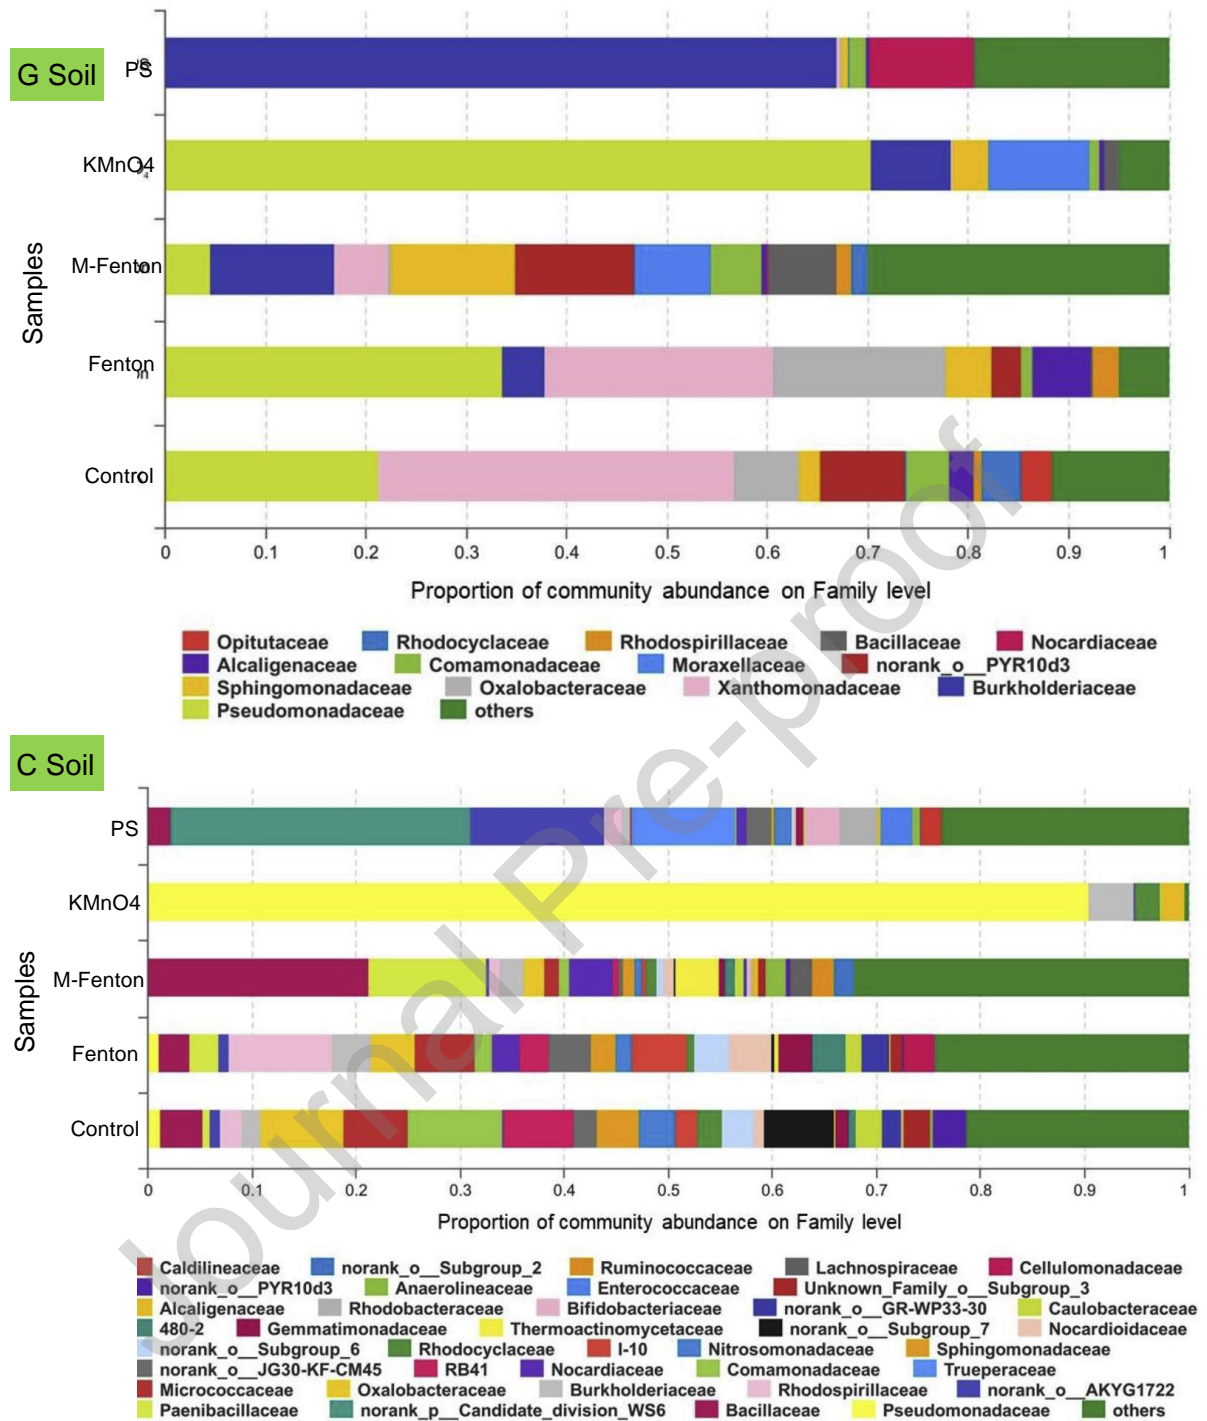 G Soil
PS
KMnO4
M-Fenton
Fenton
Control
Samples
0 0.1 0.2 0.3 0.4 0.5 0.6 0.7 0.8 0.9 1
Proportion of community abundance on Family level
Opitutaceae Rhodocyclaceae Rhodospirillaceae Bacillaceae Nocardiaceae
Alcaligenaceae Comamonadaceae Moraxellaceae norank_o__PYR10d3
Sphingomonadaceae Oxalobacteraceae Xanthomonadaceae Burkholderiaceae
Pseudomonadaceae others
C Soil
PS
KMnO4
M-Fenton
Fenton
Control
Samples
0 0.1 0.2 0.3 0.4 0.5 0.6 0.7 0.8 0.9 1
Proportion of community abundance on Family level
Caldilineaceae norank_o__Subgroup_2 Ruminococcaceae Lachnospiraceae Cellulomonadaceae
norank_o__PYR10d3 Anaerolineaceae Enterococcaceae Unknown_Family_o__Subgroup_3
Alcaligenaceae Rhodobacteraceae Bifidobacteriaceae norank_o__GR-WP33-30 Caulobacteraceae
480-2 Gemmatimonadaceae Thermoactinomycetaceae norank_o__Subgroup_7 Nocardioidaceae
norank_o__Subgroup_6 Rhodocyclaceae I-10 Nitrosomonadaceae Sphingomonadaceae
norank_o__JG30-KF-CM45 RB41 Nocardiaceae Comamonadaceae Trueperaceae
Micrococcaceae Oxalobacteraceae Burkholderiaceae Rhodospirillaceae norank_o__AKYG1722
Paenibacillaceae norank_p__Candidate_division_WS6 Bacillaceae Pseudomonadaceae others
Journal Pre-proof